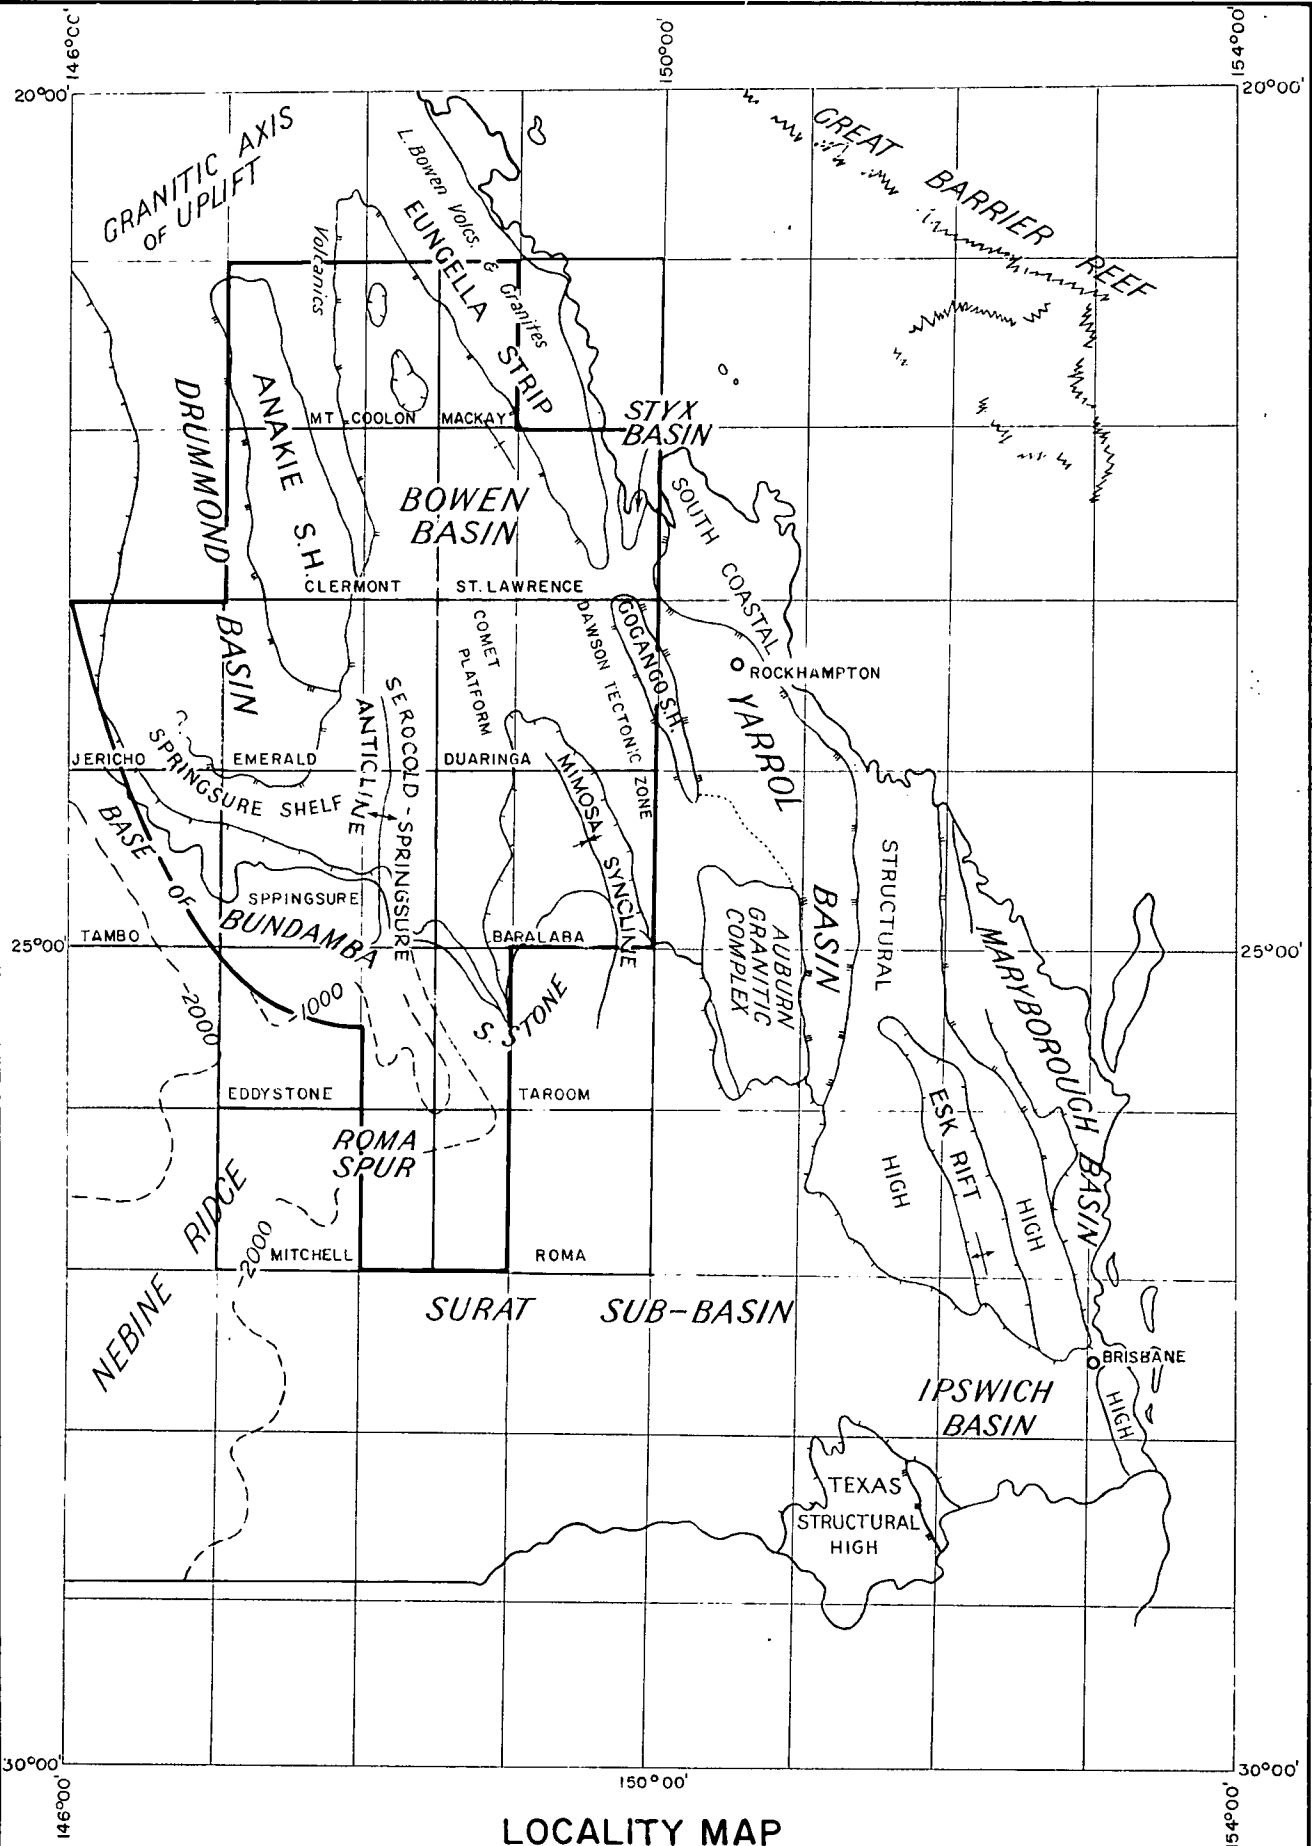 146°00'
150°00'
154°00'
20°00'
20°00'
GRANITIC AXIS
OF UPLIFT
L. Bowen Volcs. & Granites
Volcanics
EUNGELLA STRIP
GREAT BARRIER REEF
DRUMMOND BASIN
ANAKIE S.H.
MT COOLON
MACKAY
STYX
BASIN
BOWEN
BASIN
SOUTH COASTAL
CLERMONT
ST. LAWRENCE
COMET
PLATFORM
DAWSON TECTONIC ZONE
GOGANGO S.H.
ROCKHAMPTON
YARROL BASIN
SEROCOLD - SPRINGSURE
ANTICLINE
JERICHO
SPRINGSURE SHELF
EMERALD
DUARINGA
MIMOSA SYNCLINE
BASE OF BUNDAMBA S. STONE
SPPINGSURE
STRUCTURAL HIGH
AUBURN
GRANITIC
COMPLEX
MARYBOROUGH BASIN
25°00'
TAMBO
BARALABA
25°00'
-2000
-1000
EDDYSTONE
TAROOM
ROMA
SPUR
ESK RIFT
HIGH
NEBINE RIDGE
-2000
MITCHELL
ROMA
SURAT SUB-BASIN
BRISBANE
IPSWICH
BASIN
HIGH
TEXAS
STRUCTURAL
HIGH
30°00'
30°00'
146°00'
150°00'
154°00'
LOCALITY MAP